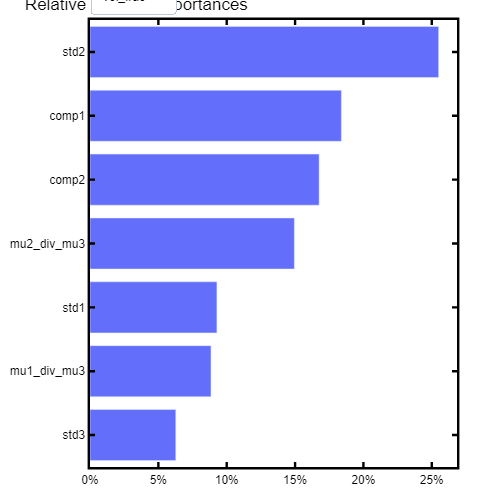 Relative portances
std2
comp1
comp2
mu2_div_mu3
std1
mu1_div_mu3
std3
0% 5% 10% 15% 20% 25%